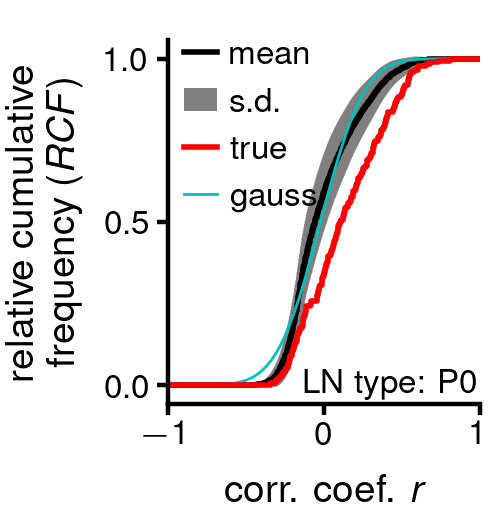 relative cumulative
frequency (RCF)
1.0
0.5
0.0
mean
s.d.
true
gauss
LN type: P0
−1
0
1
corr. coef. r